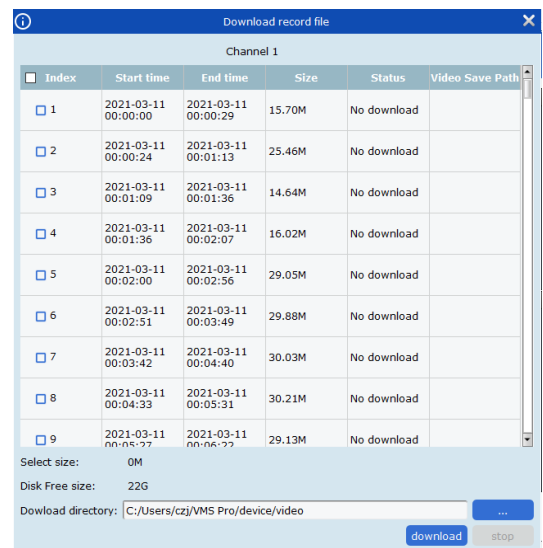 Download record file
Channel 1
Index Start time End time Size Status Video Save Path
1 2021-03-11 00:00:00 2021-03-11 00:00:29 15.70M No download
2 2021-03-11 00:00:24 2021-03-11 00:01:13 25.46M No download
3 2021-03-11 00:01:09 2021-03-11 00:01:36 14.64M No download
4 2021-03-11 00:01:36 2021-03-11 00:02:07 16.02M No download
5 2021-03-11 00:02:00 2021-03-11 00:02:56 29.05M No download
6 2021-03-11 00:02:51 2021-03-11 00:03:49 29.88M No download
7 2021-03-11 00:03:42 2021-03-11 00:04:40 30.03M No download
8 2021-03-11 00:04:33 2021-03-11 00:05:31 30.21M No download
9 2021-03-11 00:05:27 2021-03-11 00:06:22 29.13M No download
Select size: 0M
Disk Free size: 22G
Dowload directory: C:/Users/czj/VMS Pro/device/video ...
download stop